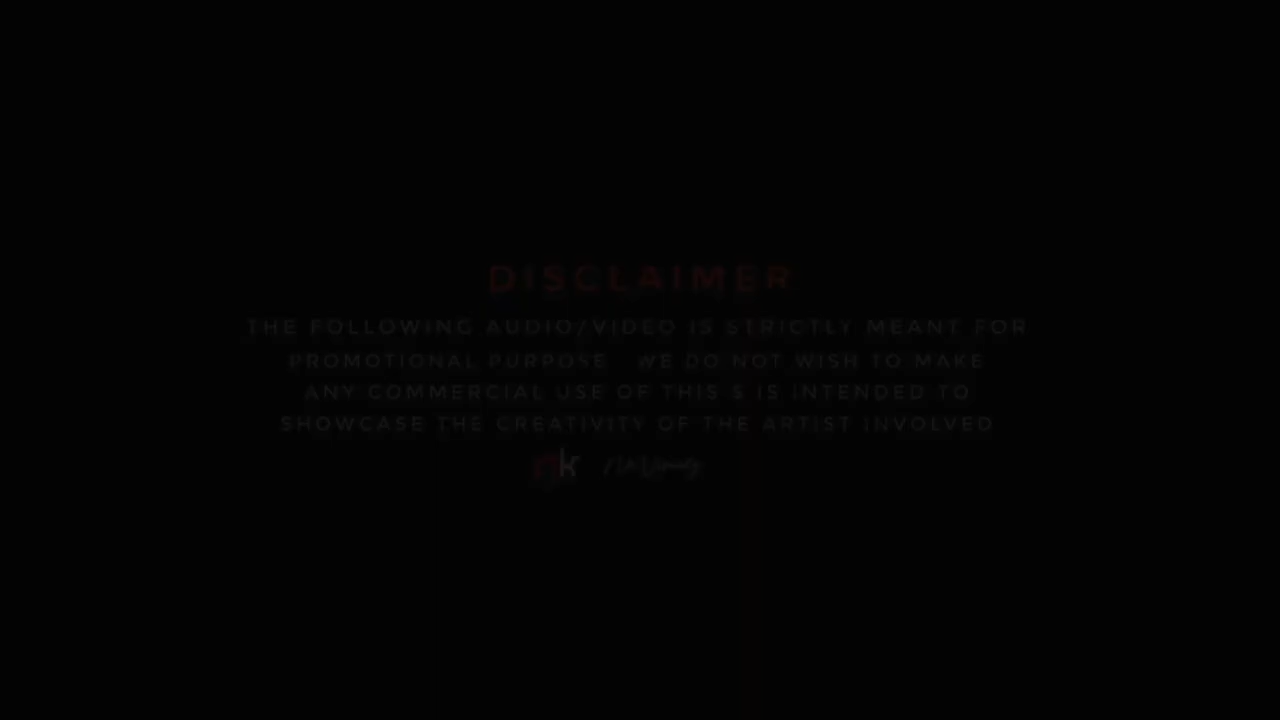 DISCLAIMER
THE FOLLOWING AUDIO/VIDEO IS STRICTLY MEANT FOR
PROMOTIONAL PURPOSE WE DO NOT WISH TO MAKE
ANY COMMERCIAL USE OF THIS S IS INTENDED TO
SHOWCASE THE CREATIVITY OF THE ARTIST INVOLVED